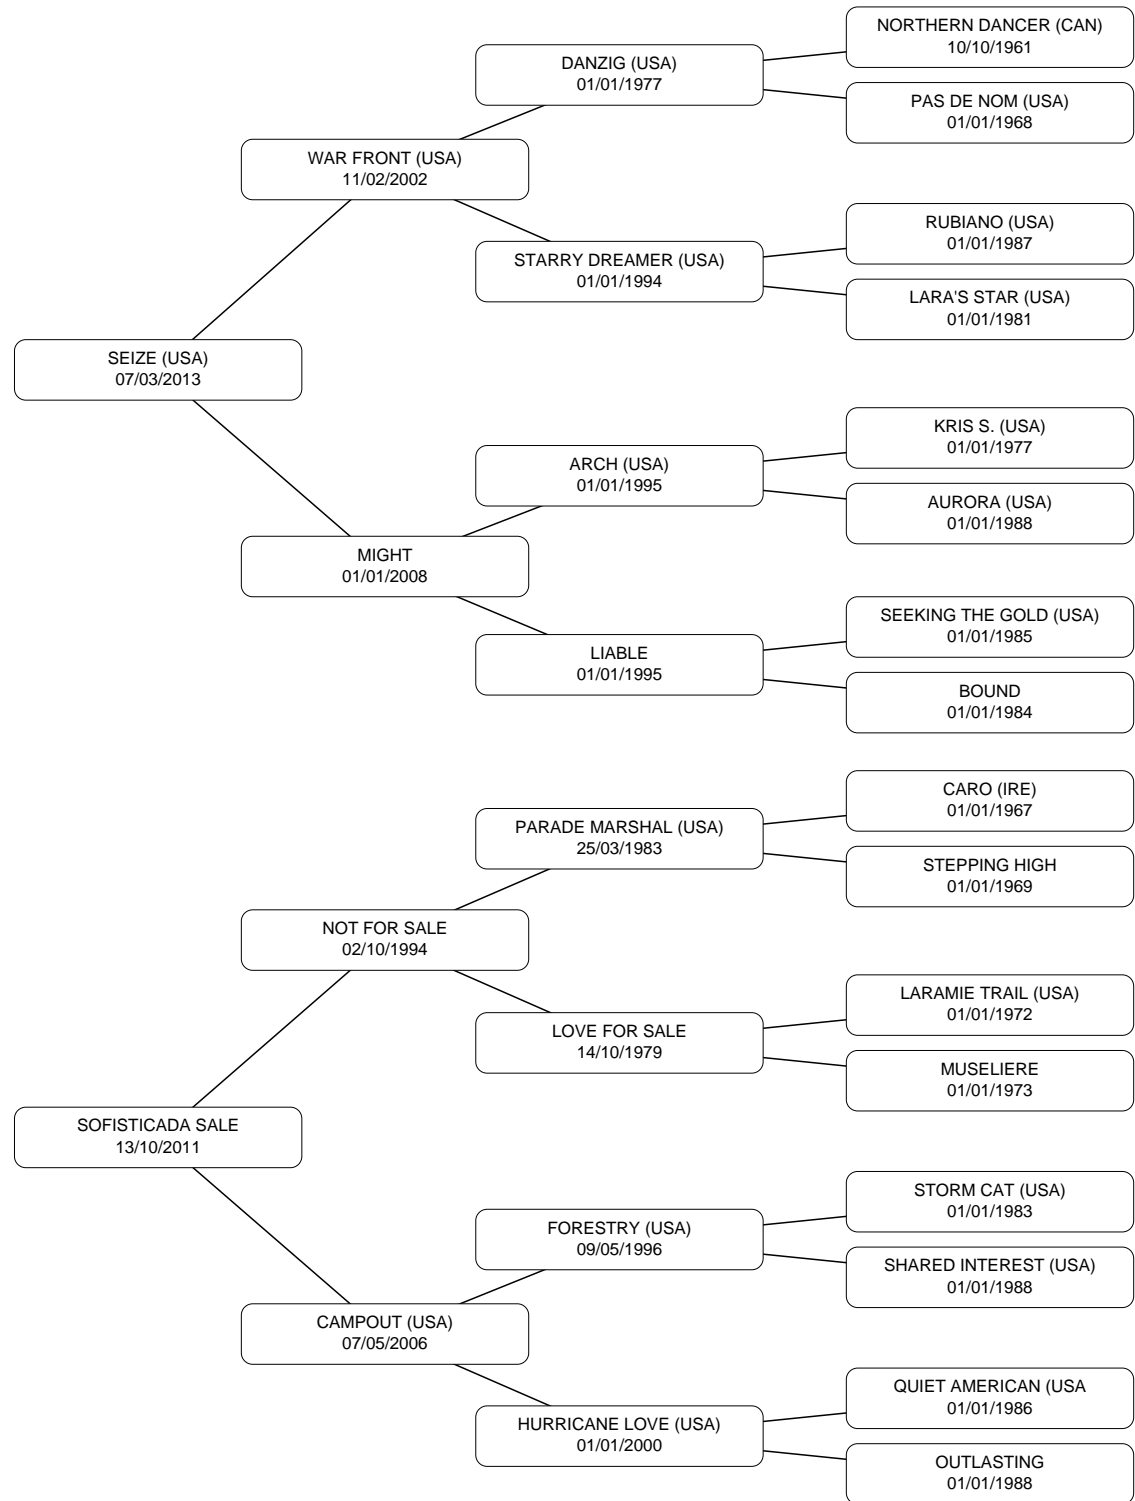 NORTHERN DANCER (CAN)
10/10/1961
DANZIG (USA)
01/01/1977
PAS DE NOM (USA)
01/01/1968
WAR FRONT (USA)
11/02/2002
RUBIANO (USA)
01/01/1987
STARRY DREAMER (USA)
01/01/1994
LARA'S STAR (USA)
01/01/1981
SEIZE (USA)
07/03/2013
KRIS S. (USA)
01/01/1977
ARCH (USA)
01/01/1995
AURORA (USA)
01/01/1988
MIGHT
01/01/2008
SEEKING THE GOLD (USA)
01/01/1985
LIABLE
01/01/1995
BOUND
01/01/1984
CARO (IRE)
01/01/1967
PARADE MARSHAL (USA)
25/03/1983
STEPPING HIGH
01/01/1969
NOT FOR SALE
02/10/1994
LARAMIE TRAIL (USA)
01/01/1972
LOVE FOR SALE
14/10/1979
MUSELIERE
01/01/1973
SOFISTICADA SALE
13/10/2011
STORM CAT (USA)
01/01/1983
FORESTRY (USA)
09/05/1996
SHARED INTEREST (USA)
01/01/1988
CAMPOUT (USA)
07/05/2006
QUIET AMERICAN (USA
01/01/1986
HURRICANE LOVE (USA)
01/01/2000
OUTLASTING
01/01/1988